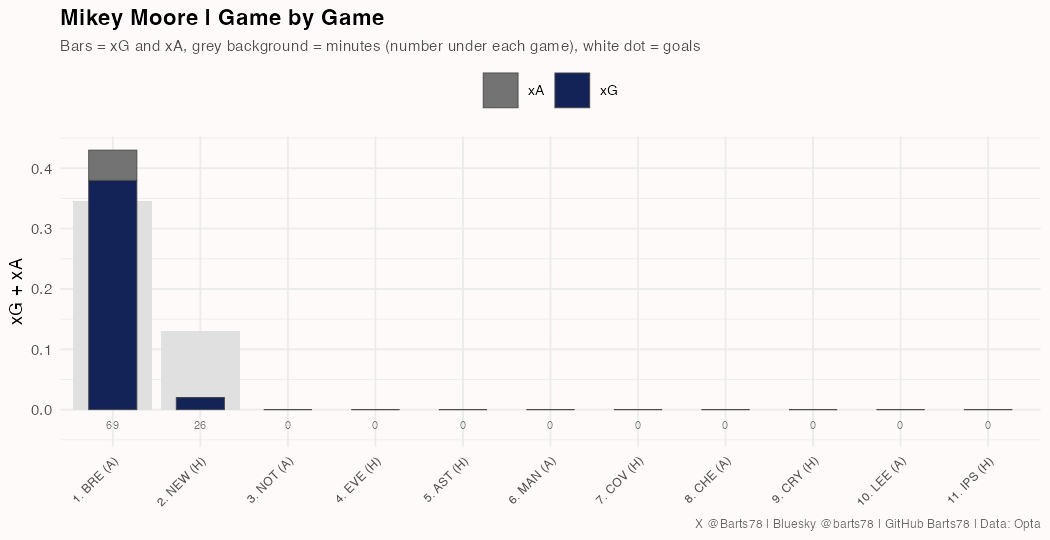 Mikey Moore | Game by Game
Bars = xG and xA, grey background = minutes (number under each game), white dot = goals
xA xG
xG + xA
0.4
0.3
0.2
0.1
0.0
69 26 0 0 0 0 0 0 0 0 0
1. BRE (A) 2. NEW (H) 3. NOT (A) 4. EVE (H) 5. AST (H) 6. MAN (A) 7. COV (H) 8. CHE (A) 9. CRY (H) 10. LEE (A) 11. IPS (H)
X @Barts78 | Bluesky @barts78 | GitHub Barts78 | Data: Opta